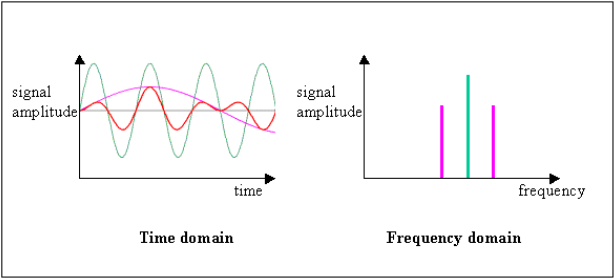 signal
amplitude
time
Time domain
signal
amplitude
frequency
Frequency domain